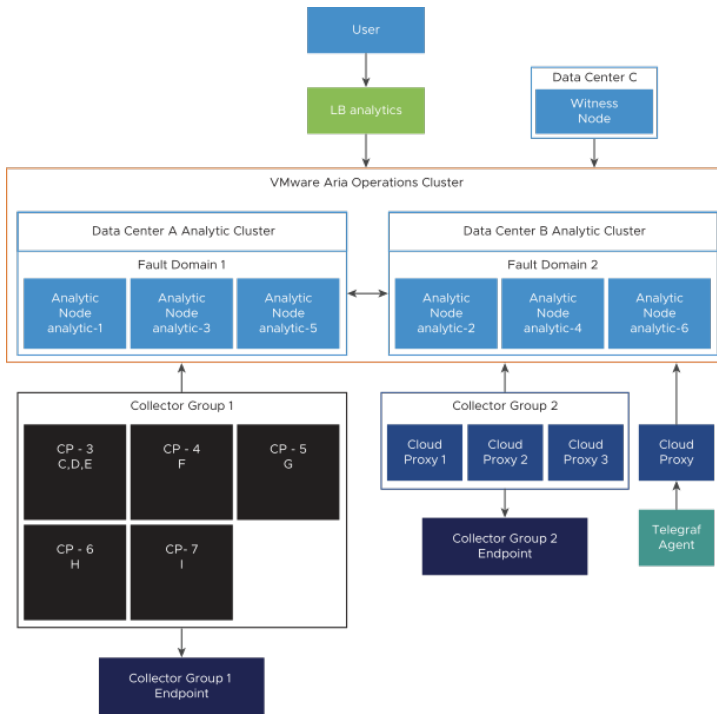 User
LB analytics
Data Center C
Witness
Node
VMware Aria Operations Cluster
Data Center A Analytic Cluster
Fault Domain 1
Analytic
Node
analytic-1
Analytic
Node
analytic-3
Analytic
Node
analytic-5
Data Center B Analytic Cluster
Fault Domain 2
Analytic
Node
analytic-2
Analytic
Node
analytic-4
Analytic
Node
analytic-6
Collector Group 1
CP - 3
C,D,E
CP - 4
F
CP - 5
G
CP - 6
H
CP- 7
I
Collector Group 1
Endpoint
Collector Group 2
Cloud
Proxy 1
Cloud
Proxy 2
Cloud
Proxy 3
Collector Group 2
Endpoint
Cloud
Proxy
Telegraf
Agent